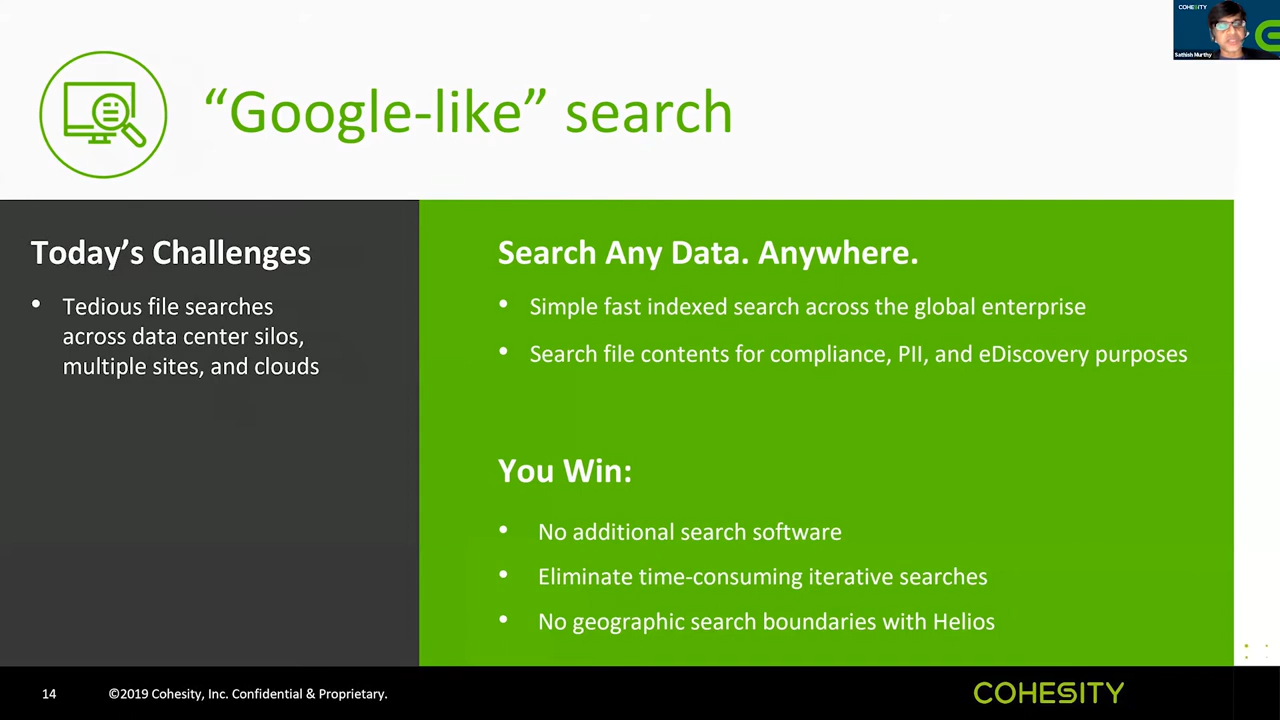 COHESITY
Sathish Murthy
“Google-like” search
Today’s Challenges
• Tedious file searches
across data center silos,
multiple sites, and clouds
Search Any Data. Anywhere.
• Simple fast indexed search across the global enterprise
• Search file contents for compliance, PII, and eDiscovery purposes
You Win:
• No additional search software
• Eliminate time-consuming iterative searches
• No geographic search boundaries with Helios
14
©2019 Cohesity, Inc. Confidential & Proprietary.
COHESITY